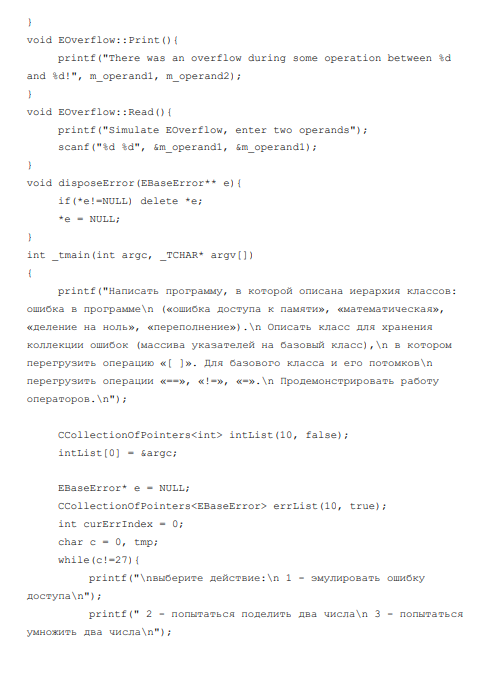 }
void EOverflow::Print(){
printf("There was an overflow during some operation between %d
and %d!", m_operand1, m_operand2);
}
void EOverflow::Read(){
printf("Simulate EOverflow, enter two operands");
scanf("%d %d", &m_operand1, &m_operand1);
}
void disposeError(EBaseError** e){
if(*e!=NULL) delete *e;
*e = NULL;
}
int _tmain(int argc, _TCHAR* argv[])
{
printf("Написать программу, в которой описана иерархия классов:
ошибка в программе\n («ошибка доступа к памяти», «математическая»,
«деление на ноль», «переполнение»).\n Описать класс для хранения
коллекции ошибок (массива указателей на базовый класс),\n в котором
перегрузить операцию «[ ]». Для базового класса и его потомков\n
перегрузить операции «==», «!=», «=».\n Продемонстрировать работу
операторов.\n");
CCollectionOfPointers<int> intList(10, false);
intList[0] = &argc;
EBaseError* e = NULL;
CCollectionOfPointers<EBaseError> errList(10, true);
int curErrIndex = 0;
char c = 0, tmp;
while(c!=27){
printf("\nвыберите действие:\n 1 - эмулировать ошибку
доступа\n");
printf(" 2 - попытаться поделить два числа\n 3 - попытаться
умножить два числа\n");